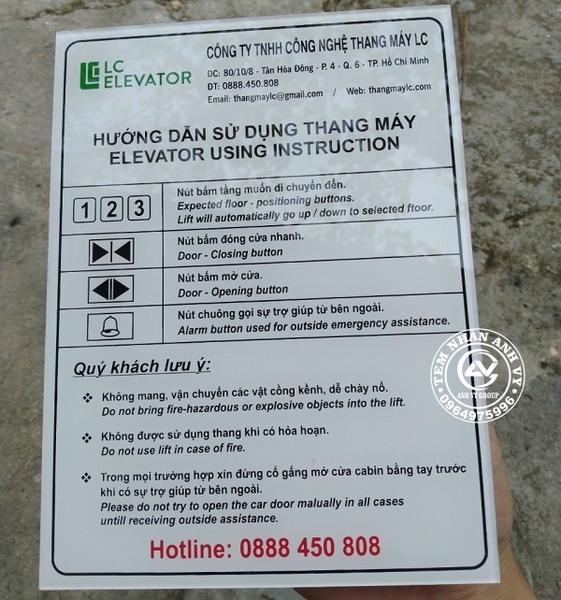 LC
ELEVATOR
CÔNG TY TNHH CÔNG NGHỆ THANG MÁY LC
ĐC: 80/10/8 - Tân Hòa Đông - P. 4 - Q. 6 - TP. Hồ Chí Minh
ĐT: 0888.450.808
Email: thangmaylc@gmail.com / Web: thangmaylc.com
HƯỚNG DẪN SỬ DỤNG THANG MÁY
ELEVATOR USING INSTRUCTION
1 2 3
Nút bấm tầng muốn di chuyển đến.
Expected floor - positioning buttons.
Lift will automatically go up / down to selected floor.
Nút bấm đóng cửa nhanh.
Door - Closing button
Nút bấm mở cửa.
Door - Opening button
Nút chuông gọi sự trợ giúp từ bên ngoài.
Alarm button used for outside emergency assistance.
Quý khách lưu ý:
Không mang, vận chuyển các vật cồng kềnh, dễ cháy nổ.
Do not bring fire-hazardous or explosive objects into the lift.
Không được sử dụng thang khi có hỏa hoạn.
Do not use lift in case of fire.
Trong mọi trường hợp xin đừng cố gắng mở cửa cabin bằng tay trước
khi có sự trợ giúp từ bên ngoài.
Please do not try to open the car door malually in all cases
untill receiving outside assistance.
Hotline: 0888 450 808
TEM NHÃN ANH VY
ANH VY GROUP
0964975996